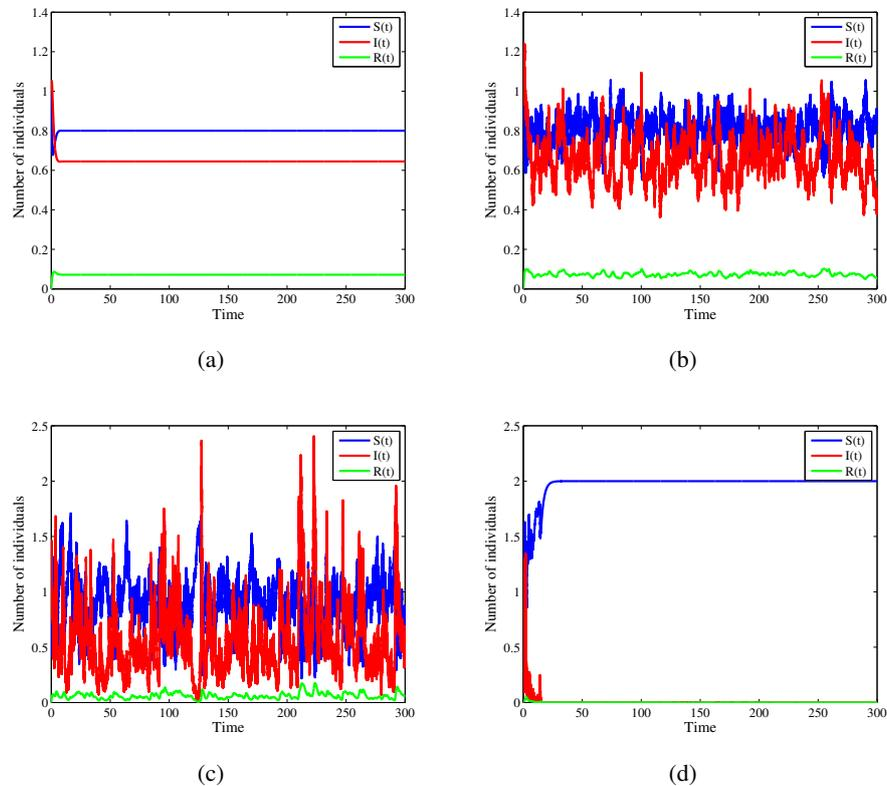 1.4
1.2
1
0.8
0.6
0.4
0.2
0
Number of individuals
0 50 100 150 200 250 300
Time
S(t)
I(t)
R(t)
(a)
1.4
1.2
1
0.8
0.6
0.4
0.2
0
Number of individuals
0 50 100 150 200 250 300
Time
S(t)
I(t)
R(t)
(b)
2.5
2
1.5
1
0.5
0
Number of individuals
0 50 100 150 200 250 300
Time
S(t)
I(t)
R(t)
(c)
2.5
2
1.5
1
0.5
0
Number of individuals
0 50 100 150 200 250 300
Time
S(t)
I(t)
R(t)
(d)